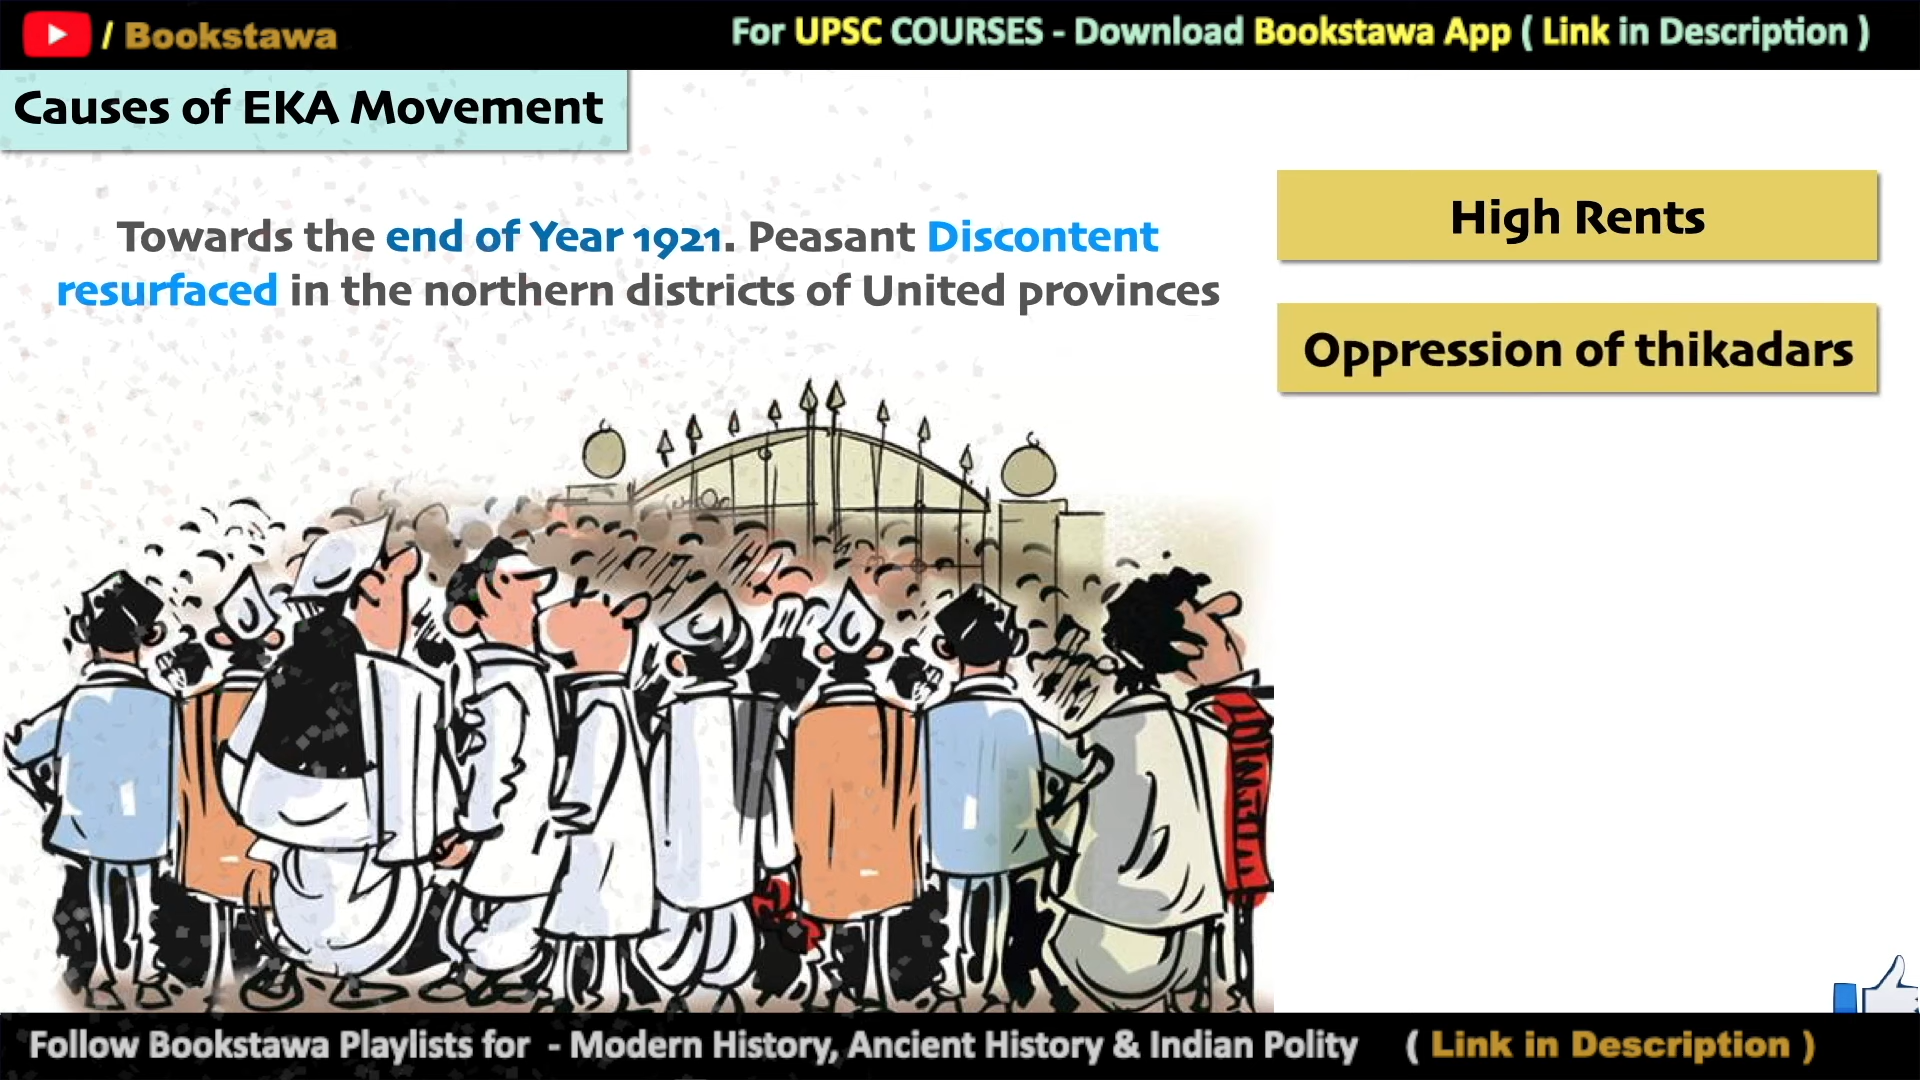 / Bookstawa
For UPSC COURSES - Download Bookstawa App ( Link in Description )
Causes of EKA Movement
Towards the end of Year 1921. Peasant Discontent
resurfaced in the northern districts of United provinces
High Rents
Oppression of thikadars
Follow Bookstawa Playlists for - Modern History, Ancient History & Indian Polity ( Link in Description )